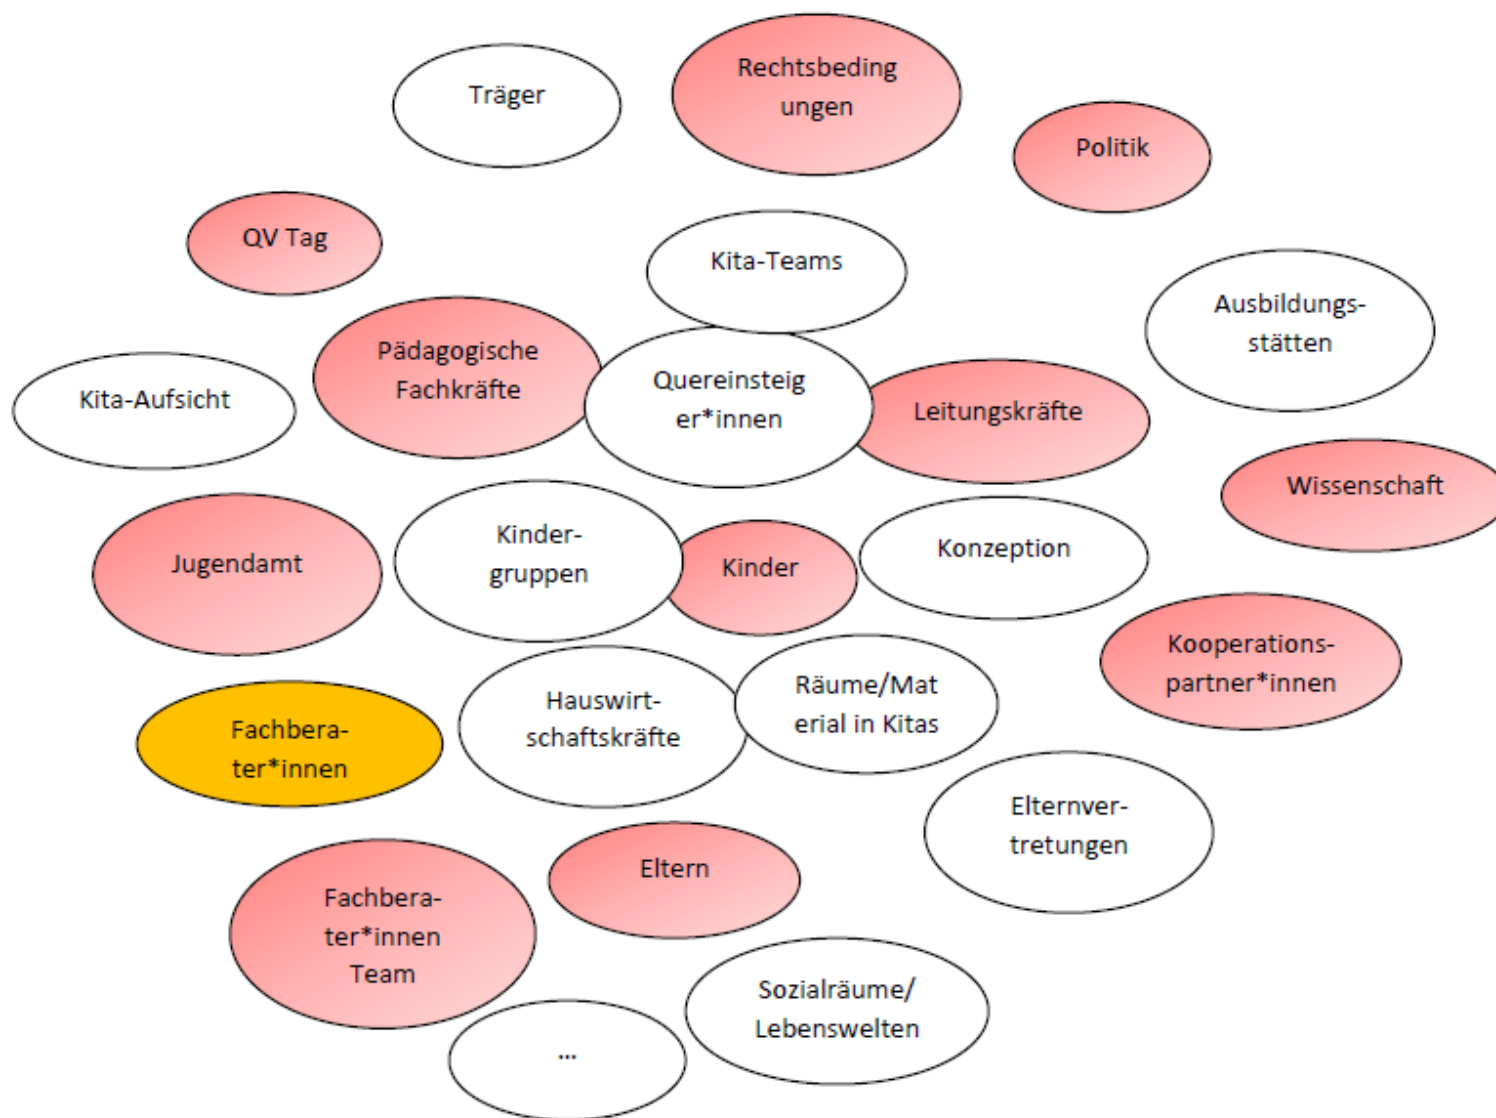 Träger
Rechtsbeding
ungen
Politik
QV Tag
Kita-Teams
Ausbildungs-
stätten
Pädagogische
Fachkräfte
Kita-Aufsicht
Quereinsteig
er*innen
Leitungskräfte
Wissenschaft
Jugendamt
Kinder-
gruppen
Kinder
Konzeption
Kooperations-
partner*innen
Fachbera-
ter*innen
Hauswirt-
schaftskräfte
Räume/Mat
erial in Kitas
Elternver-
tretungen
Eltern
Fachbera-
ter*innen
Team
Sozialräume/
Lebenswelten
...